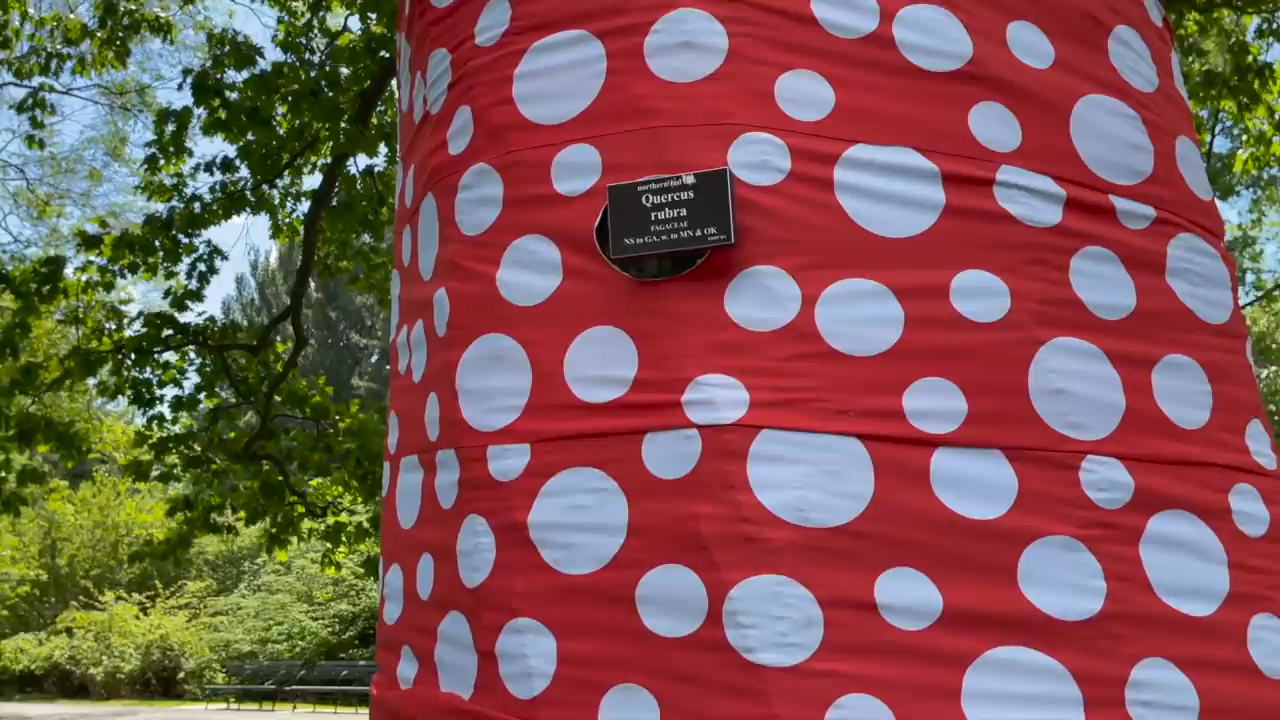 northern red oak
Quercus
rubra
FAGACEAE
NS to GA, w. to MN & OK